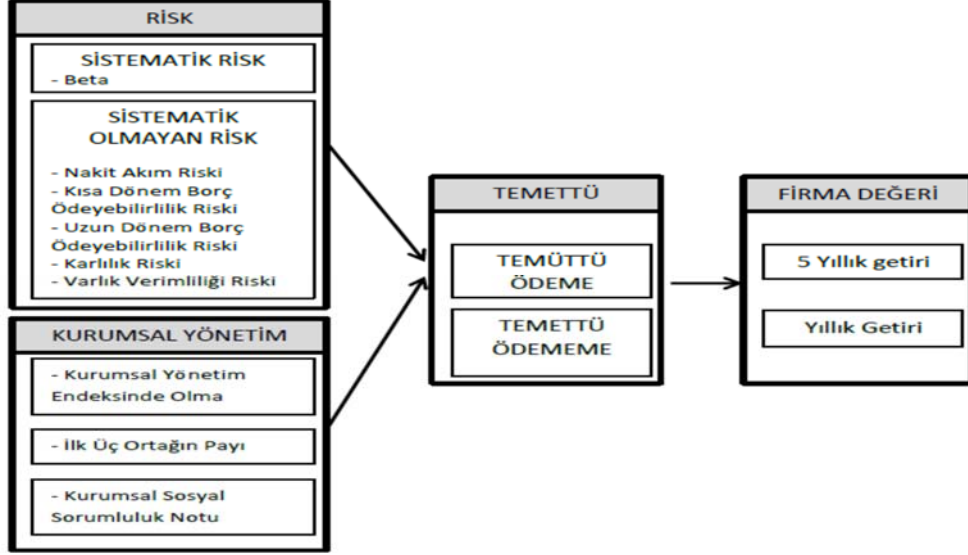 RİSK
SİSTEMATİK RİSK
- Beta
SİSTEMATİK
OLMAYAN RİSK
- Nakit Akım Riski
- Kısa Dönem Borç
Ödeyebilirlilik Riski
- Uzun Dönem Borç
Ödeyebilirlilik Riski
- Karlılık Riski
- Varlık Verimliliği Riski
KURUMSAL YÖNETİM
- Kurumsal Yönetim
Endeksinde Olma
- İlk Üç Ortağın Payı
- Kurumsal Sosyal
Sorumluluk Notu
TEMETTÜ
TEMÜTTÜ
ÖDEME
TEMETTÜ
ÖDEMEME
FİRMA DEĞERİ
5 Yıllık getiri
Yıllık Getiri